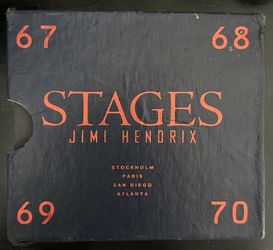 67 68
STAGES
JIMI HENDRIX
STOCKHOLM
PARIS
SAN DIEGO
ATLANTA
69 70